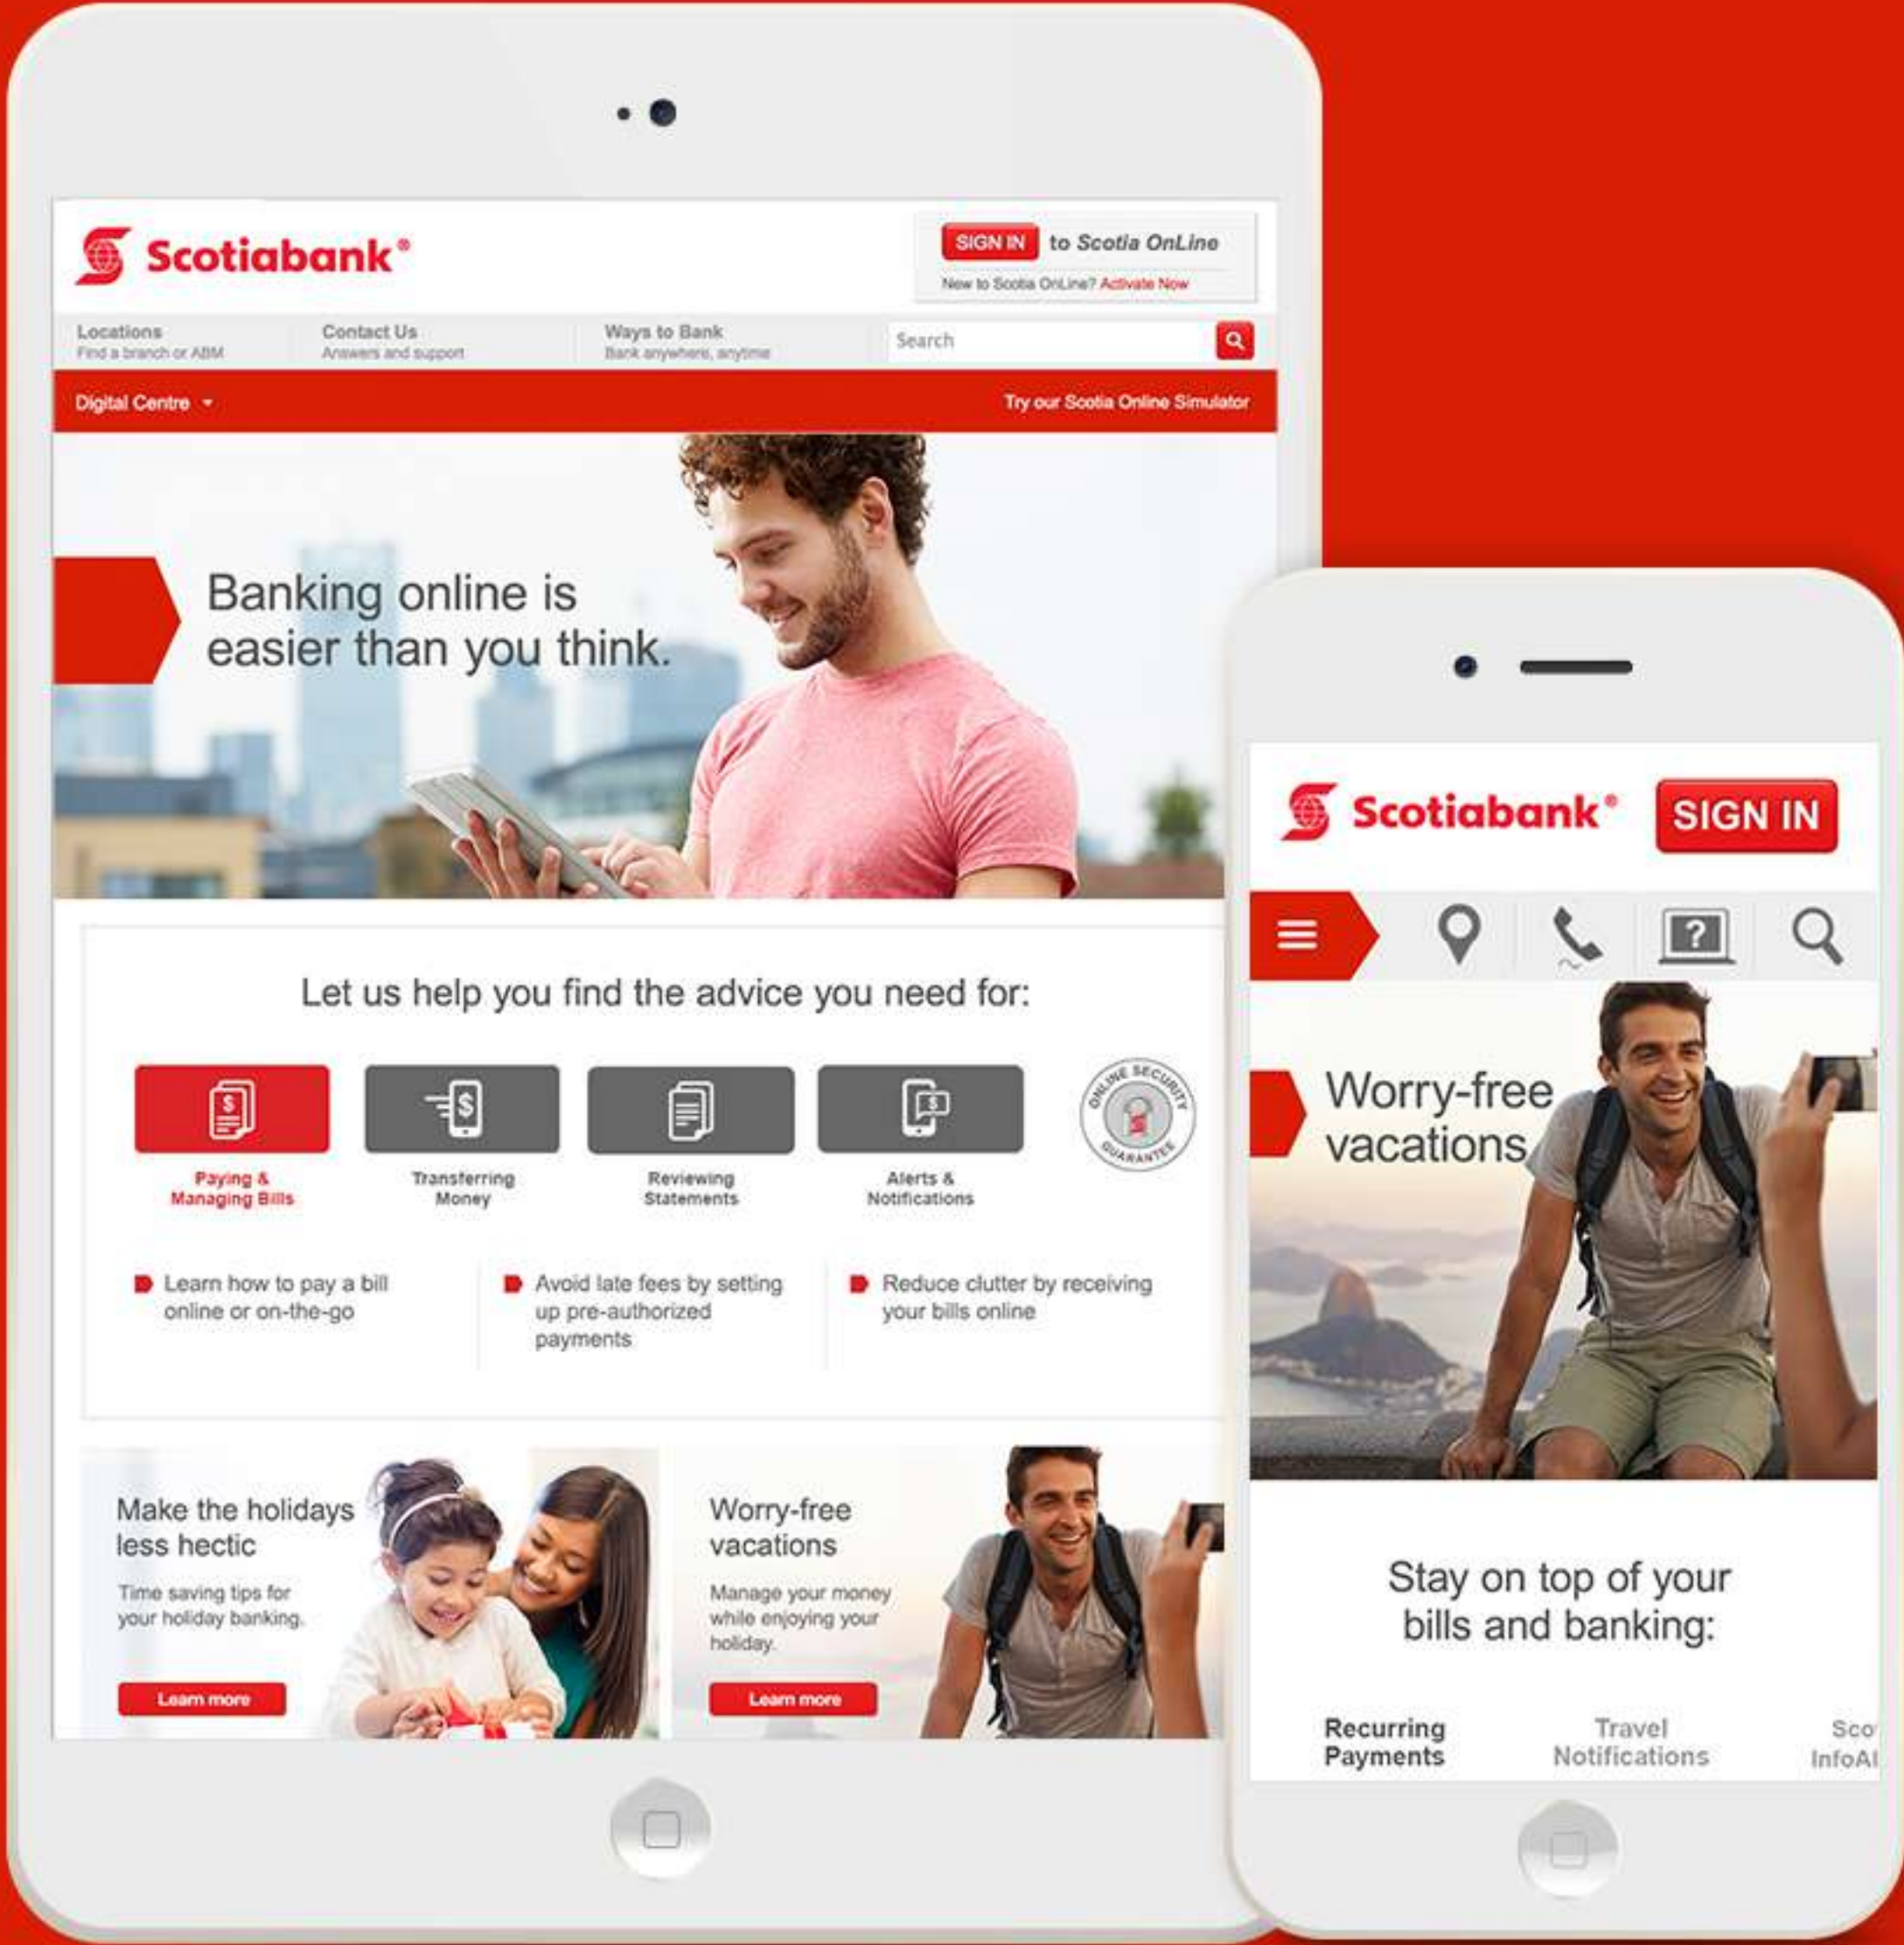 Scotiabank®
SIGN IN to Scotia OnLine
New to Scotia OnLine? Activate Now
Locations
Find a branch or ABM
Contact Us
Answers and support
Ways to Bank
Bank anywhere, anytime
Search
Digital Centre
Try our Scotia Online Simulator
Banking online is
easier than you think.
Let us help you find the advice you need for:
$
Paying &
Managing Bills
$
Transferring
Money
Reviewing
Statements
$
Alerts &
Notifications
ONLINE SECURITY
GUARANTEE
Learn how to pay a bill
online or on-the-go
Avoid late fees by setting
up pre-authorized
payments
Reduce clutter by receiving
your bills online
Make the holidays
less hectic
Time saving tips for
your holiday banking.
Learn more
Worry-free
vacations
Manage your money
while enjoying your
holiday.
Learn more
Scotiabank®
SIGN IN
?
Worry-free
vacations
Stay on top of your
bills and banking:
Recurring
Payments
Travel
Notifications
Sco
InfoAl